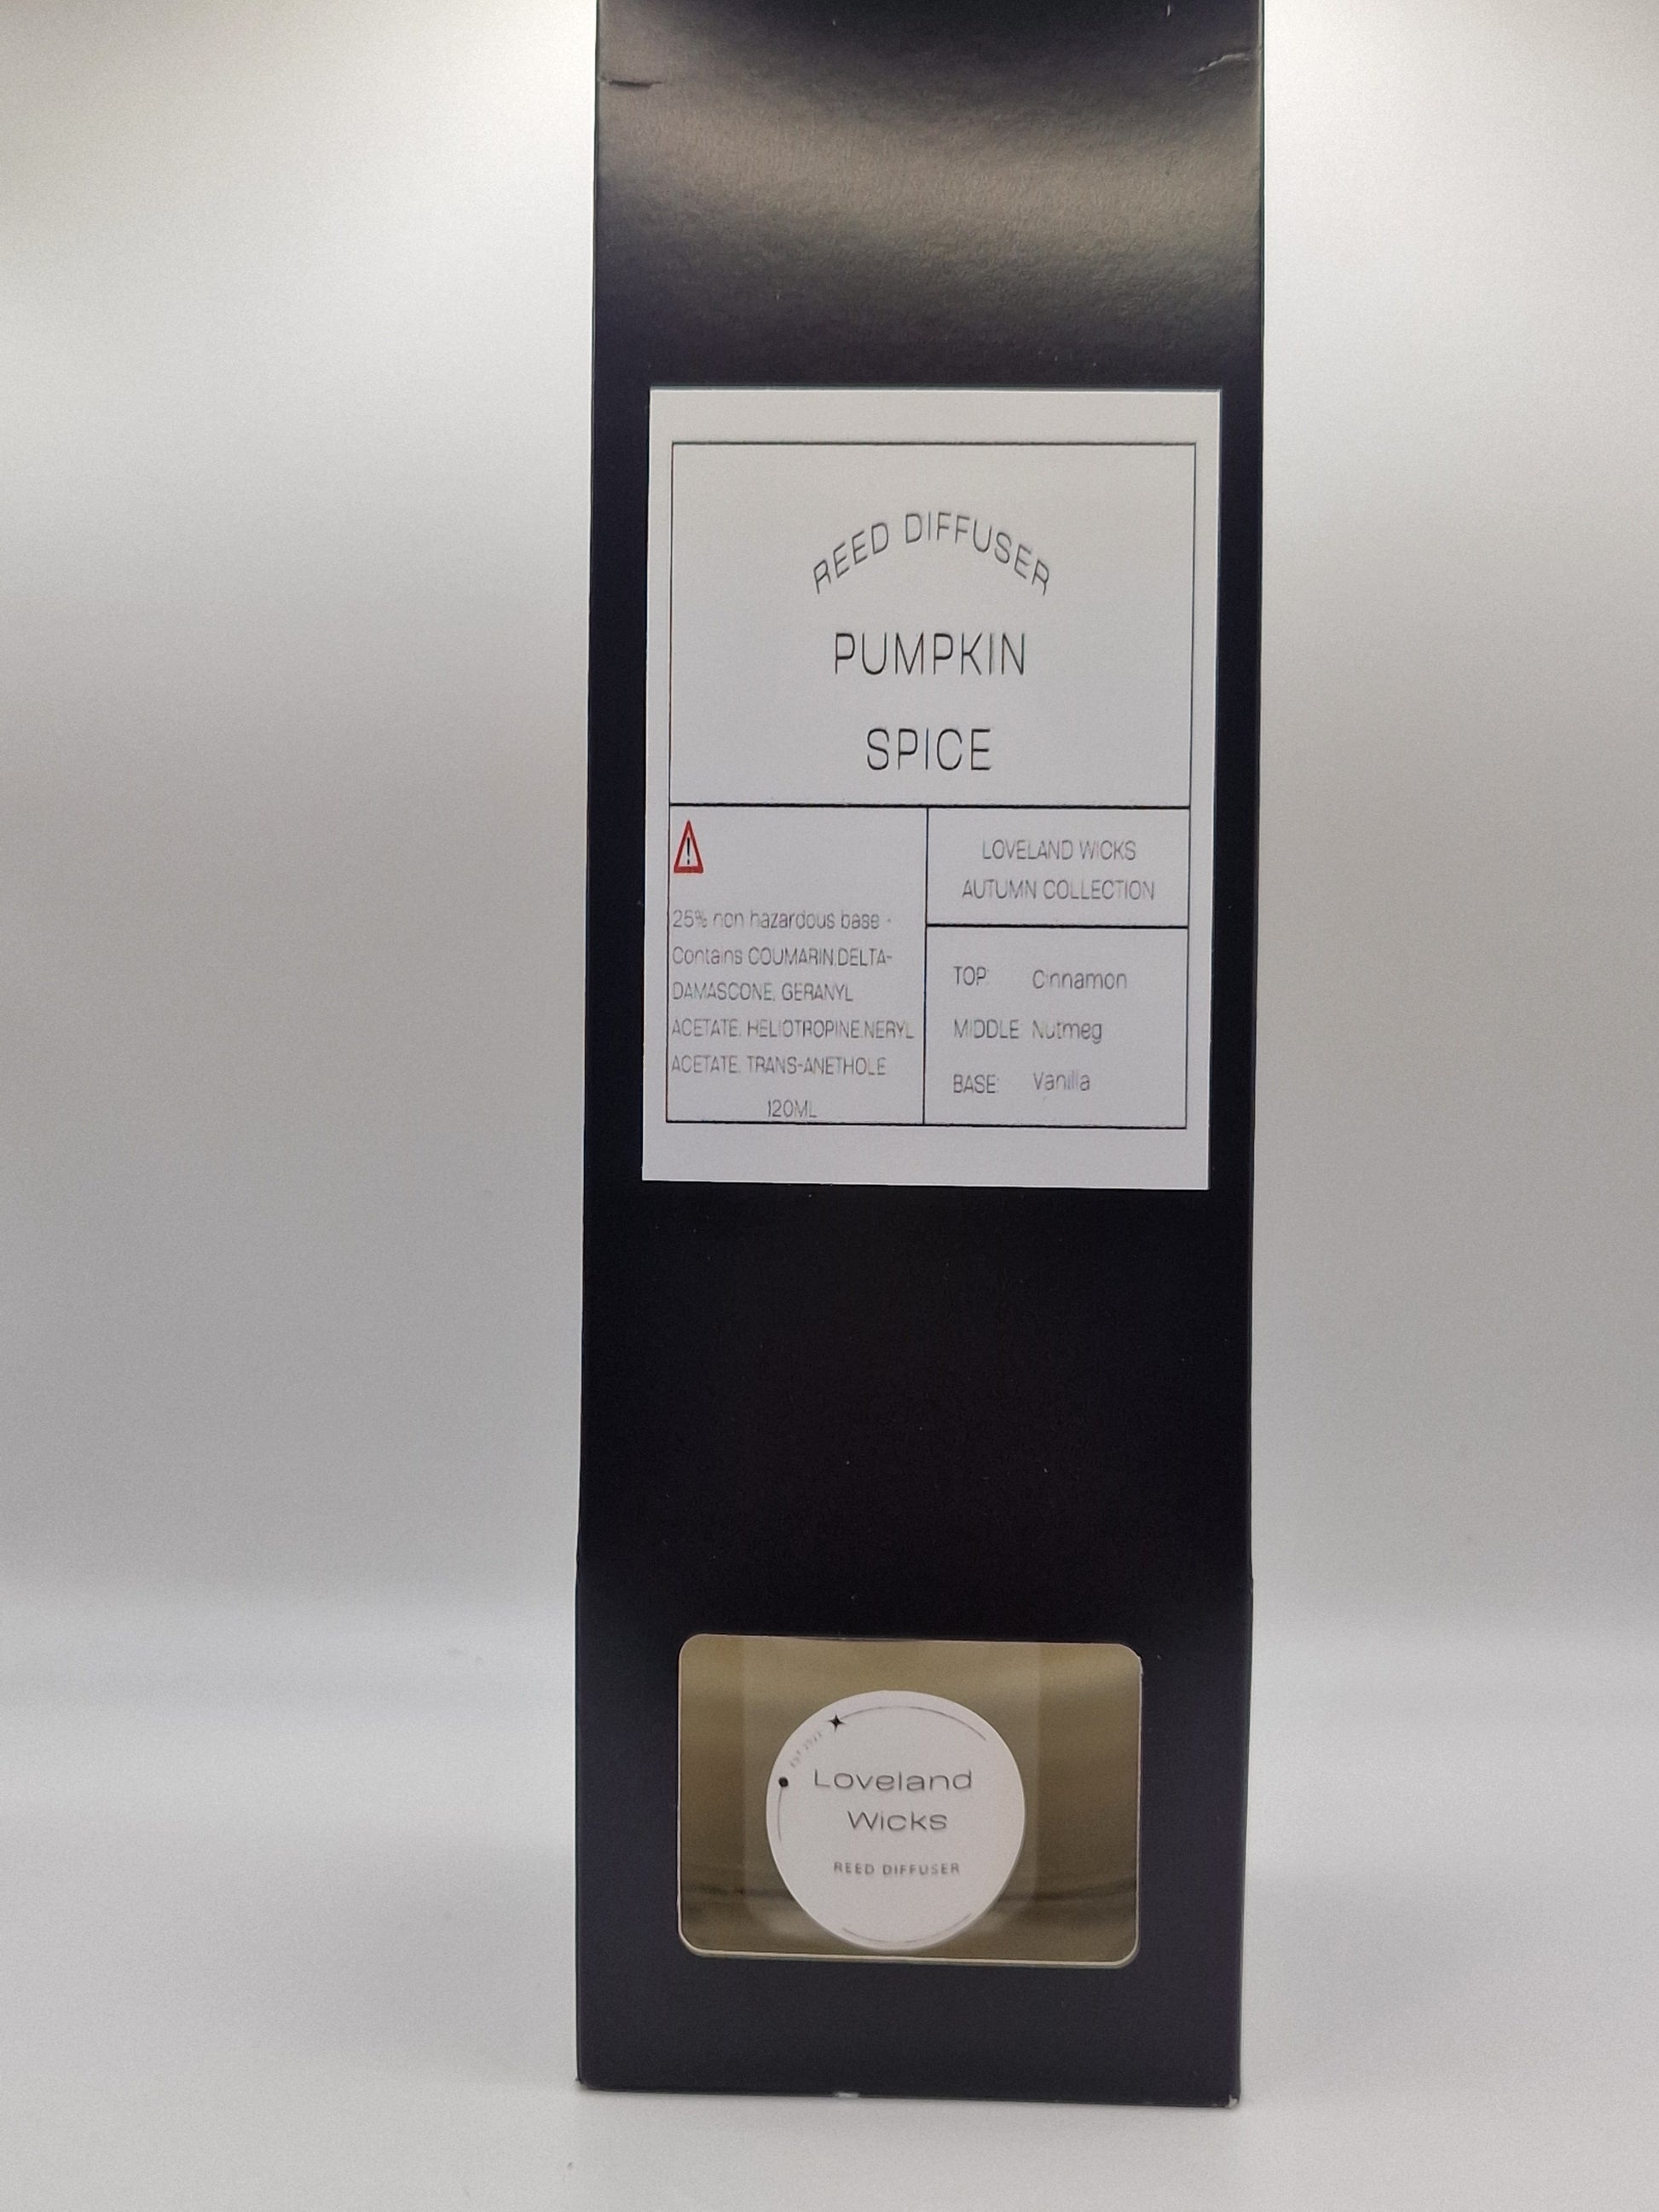 REED DIFFUSER
PUMPKIN
SPICE
25% non hazardous base -
Contains COUMARIN,DELTA-
DAMASCONE, GERANYL
ACETATE, HELIOTROPINE,NERYL
ACETATE, TRANS-ANETHOLE
120ML
LOVELAND WICKS
AUTUMN COLLECTION
TOP: Cinnamon
MIDDLE Nutmeg
BASE: Vanilla
Loveland
Wicks
REED DIFFUSER